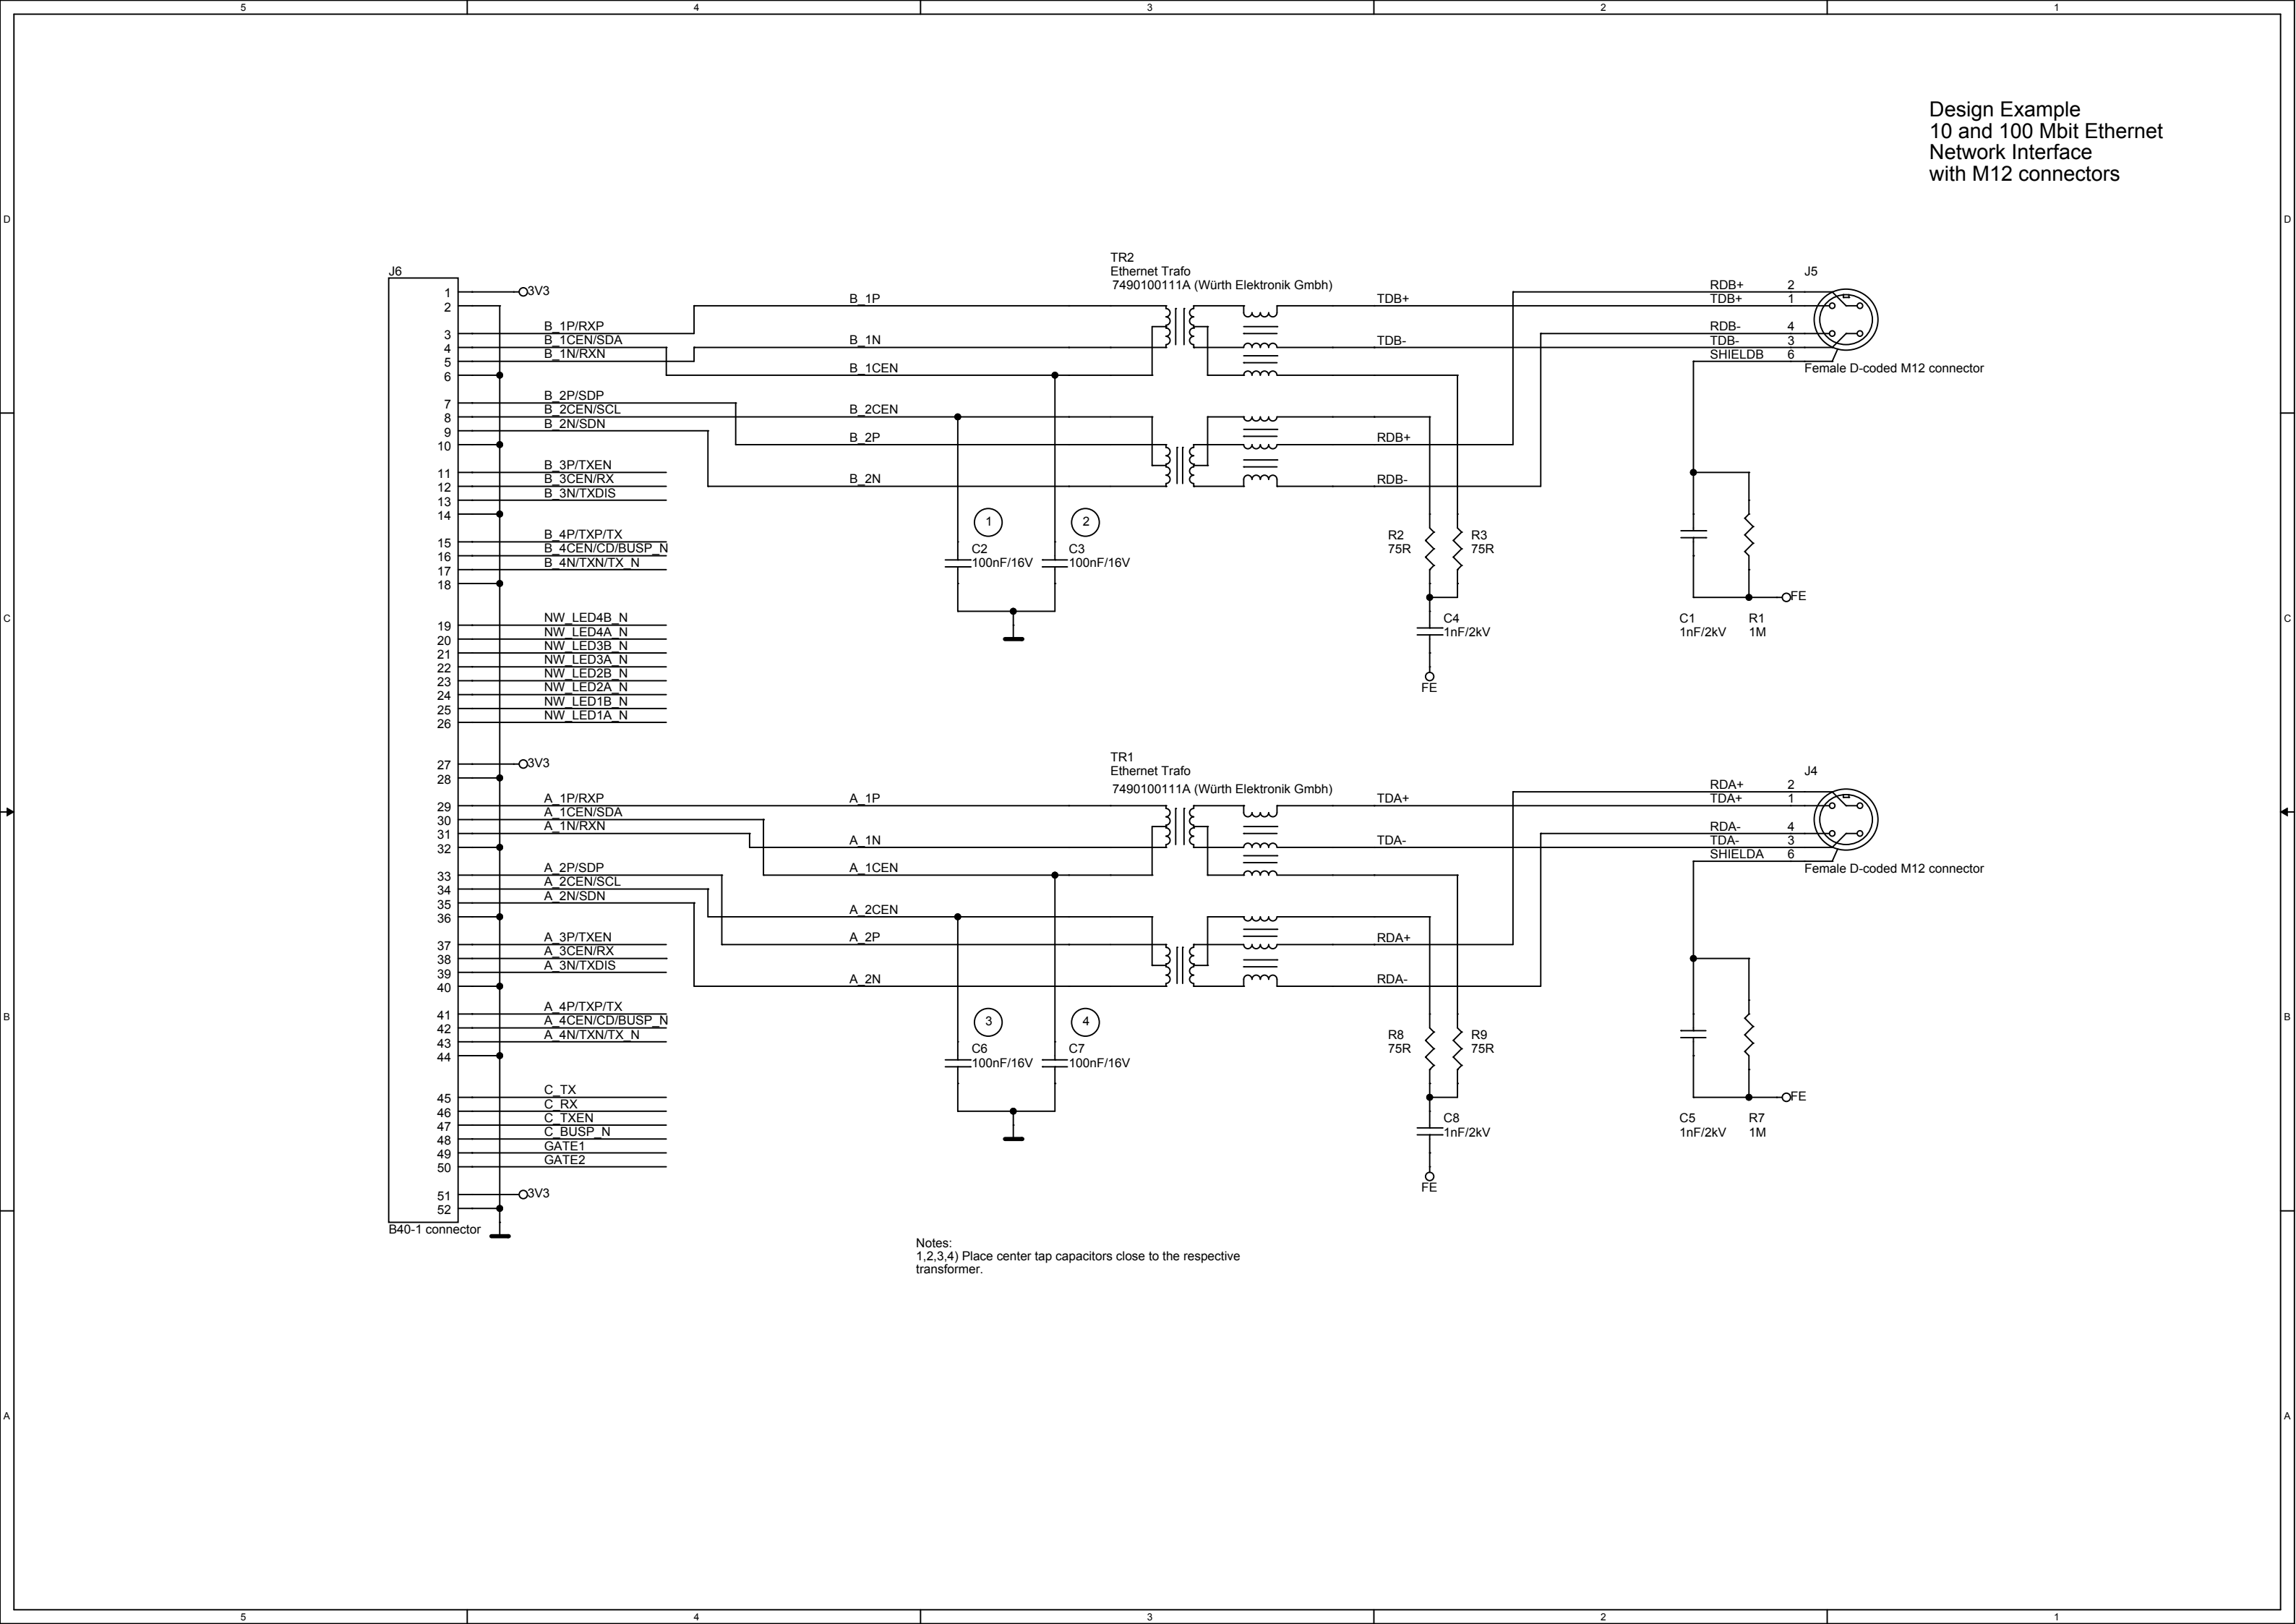 5 4 3 2 1
Design Example
10 and 100 Mbit Ethernet
Network Interface
with M12 connectors
D D
C C
B B
A A
J6
1 3V3
2
3 B_1P/RXP
4 B_1CEN/SDA
5 B_1N/RXN
6
7 B_2P/SDP
8 B_2CEN/SCL
9 B_2N/SDN
10
11 B_3P/TXEN
12 B_3CEN/RX
13 B_3N/TXDIS
14
15 B_4P/TXP/TX
16 B_4CEN/CD/BUSP_N
17 B_4N/TXN/TX_N
18
19 NW_LED4B_N
20 NW_LED4A_N
21 NW_LED3B_N
22 NW_LED3A_N
23 NW_LED2B_N
24 NW_LED2A_N
25 NW_LED1B_N
26 NW_LED1A_N
27 3V3
28
29 A_1P/RXP
30 A_1CEN/SDA
31 A_1N/RXN
32
33 A_2P/SDP
34 A_2CEN/SCL
35 A_2N/SDN
36
37 A_3P/TXEN
38 A_3CEN/RX
39 A_3N/TXDIS
40
41 A_4P/TXP/TX
42 A_4CEN/CD/BUSP_N
43 A_4N/TXN/TX_N
44
45 C_TX
46 C_RX
47 C_TXEN
48 C_BUSP_N
49 GATE1
50 GATE2
51 3V3
52
B40-1 connector
B_1P
B_1N
B_1CEN
B_2CEN
B_2P
B_2N
TR2
Ethernet Trafo
7490100111A (Würth Elektronik Gmbh)
TDB+
TDB-
RDB+
RDB-
1
C2
100nF/16V
2
C3
100nF/16V
R2
75R
R3
75R
C4
1nF/2kV
FE
J5
RDB+ 2
TDB+ 1
RDB- 4
TDB- 3
SHIELDB 6
Female D-coded M12 connector
FE
C1
1nF/2kV
R1
1M
A_1P
A_1N
A_1CEN
A_2CEN
A_2P
A_2N
TR1
Ethernet Trafo
7490100111A (Würth Elektronik Gmbh)
TDA+
TDA-
RDA+
RDA-
3
C6
100nF/16V
4
C7
100nF/16V
R8
75R
R9
75R
C8
1nF/2kV
FE
J4
RDA+ 2
TDA+ 1
RDA- 4
TDA- 3
SHIELDA 6
Female D-coded M12 connector
FE
C5
1nF/2kV
R7
1M
Notes:
1,2,3,4) Place center tap capacitors close to the respective
transformer.
5 4 3 2 1